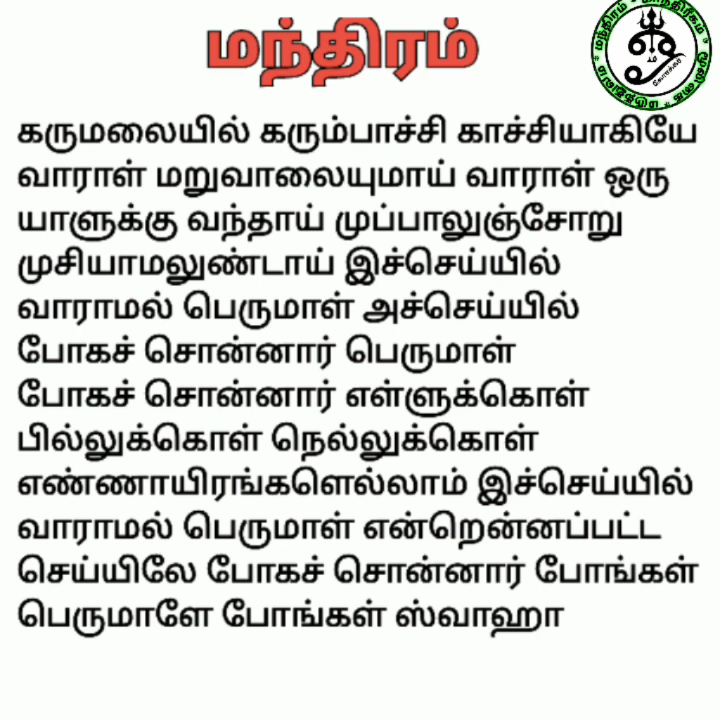 மந்திரம்
கருமலையில் கரும்பாச்சி காச்சியாகியே
வாராள் மறுவாலையுமாய் வாராள் ஒரு
யாளுக்கு வந்தாய் முப்பாலுஞ்சோறு
முசியாமலுண்டாய் இச்செய்யில்
வாராமல் பெருமாள் அச்செய்யில்
போகச் சொன்னார் பெருமாள்
போகச் சொன்னார் எள்ளுக்கொள்
பில்லுக்கொள் நெல்லுக்கொள்
எண்ணாயிரங்களெல்லாம் இச்செய்யில்
வாராமல் பெருமாள் என்றென்னப்பட்ட
செய்யிலே போகச் சொன்னார் போங்கள்
பெருமாளே போங்கள் ஸ்வாஹா